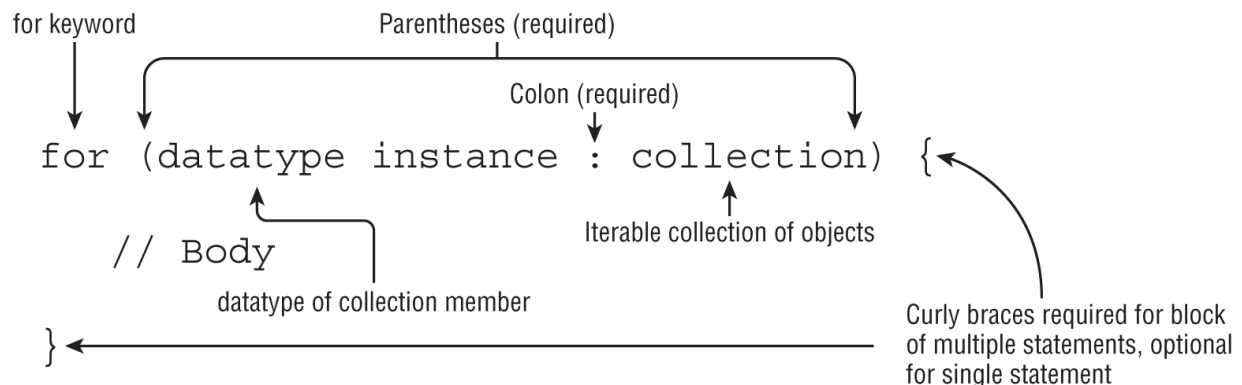 for keyword
Parentheses (required)
Colon (required)
for (datatype instance : collection) {
Iterable collection of objects
// Body
datatype of collection member
Curly braces required for block
of multiple statements, optional
for single statement
}